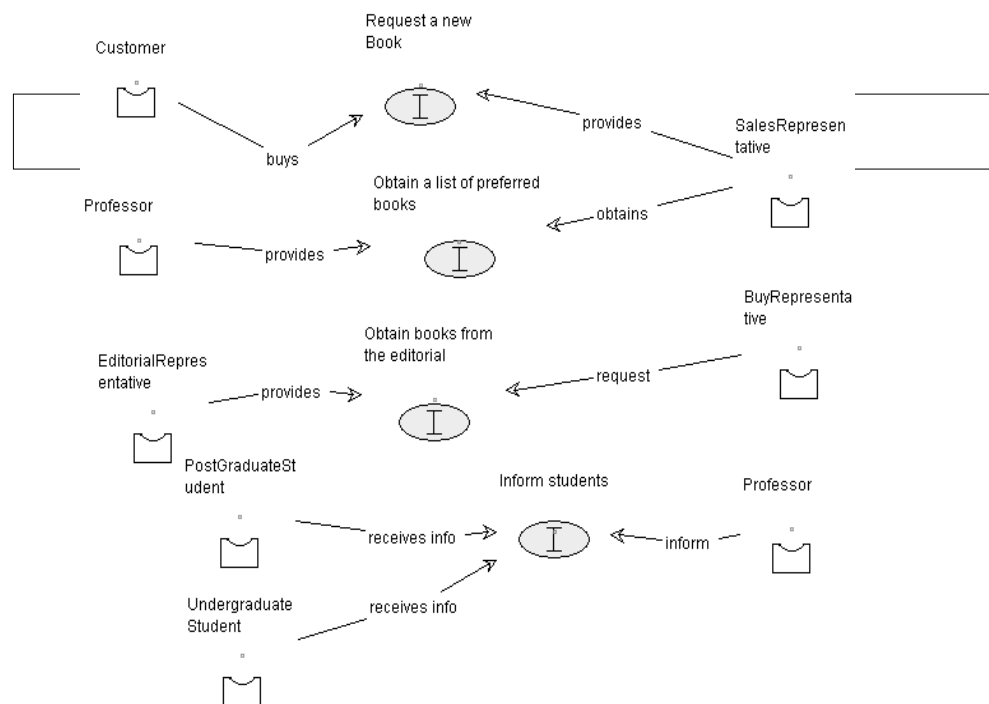 Request a new
Book
Customer
provides
SalesRepresen
tative
buys
Obtain a list of preferred
books
Professor
obtains
provides
BuyRepresenta
tive
Obtain books from
the editorial
EditorialRepres
entative
request
provides
PostGraduateSt
udent
Inform students
Professor
receives info
inform
Undergraduate
Student
receives info